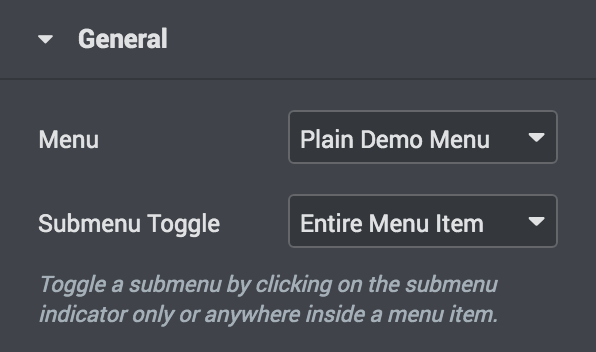 General
Menu Plain Demo Menu
Submenu Toggle Entire Menu Item
Toggle a submenu by clicking on the submenu
indicator only or anywhere inside a menu item.